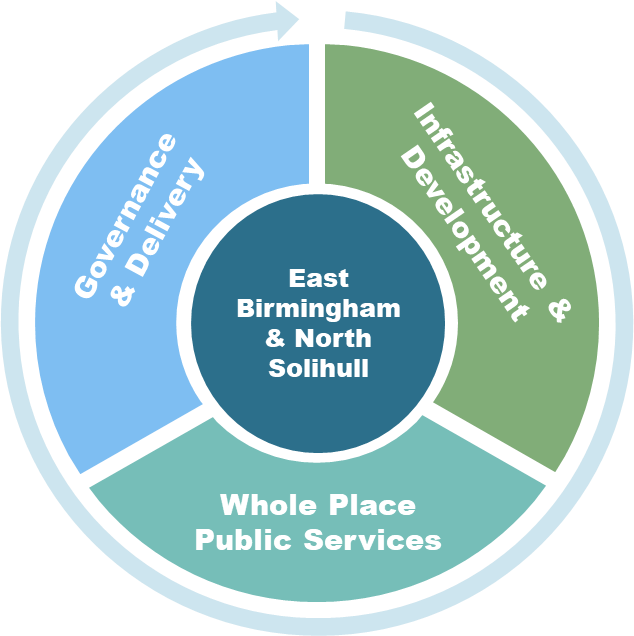 Governance
& Delivery
Infrastructure &
Development
East
Birmingham
& North
Solihull
Whole Place
Public Services